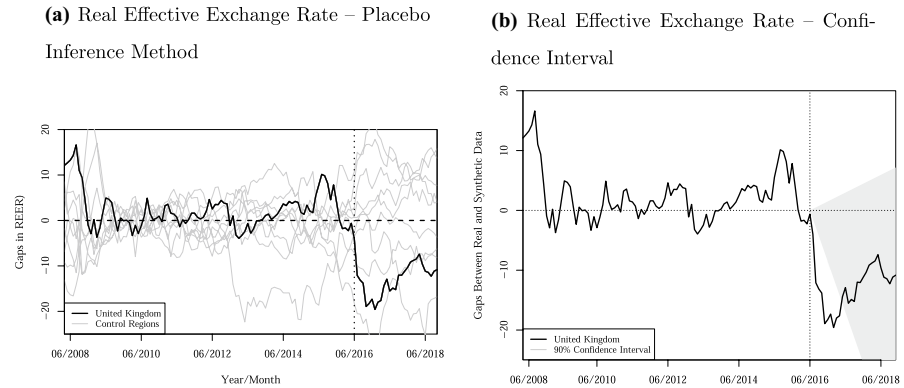 (a) Real Effective Exchange Rate – Placebo
Inference Method
Gaps in REER)
20
10
0
−10
−20
United Kingdom
Control Regions
06/2008
06/2010
06/2012
06/2014
06/2016
06/2018
Year/Month
(b) Real Effective Exchange Rate – Confi-
dence Interval
Gaps Between Real and Synthetic Data
20
10
0
−10
−20
United Kingdom
90% Confidence Interval
06/2008
06/2010
06/2012
06/2014
06/2016
06/2018